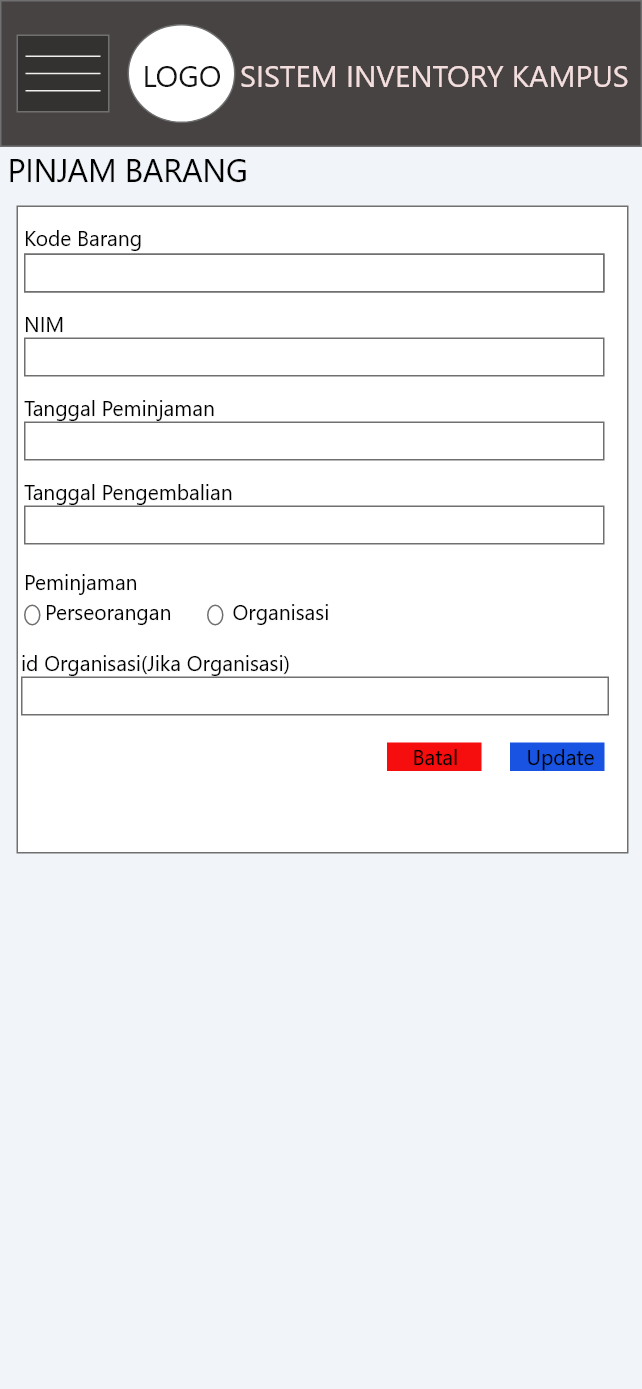 LOGO SISTEM INVENTORY KAMPUS
PINJAM BARANG
Kode Barang
NIM
Tanggal Peminjaman
Tanggal Pengembalian
Peminjaman
Perseorangan Organisasi
id Organisasi(Jika Organisasi)
Batal Update